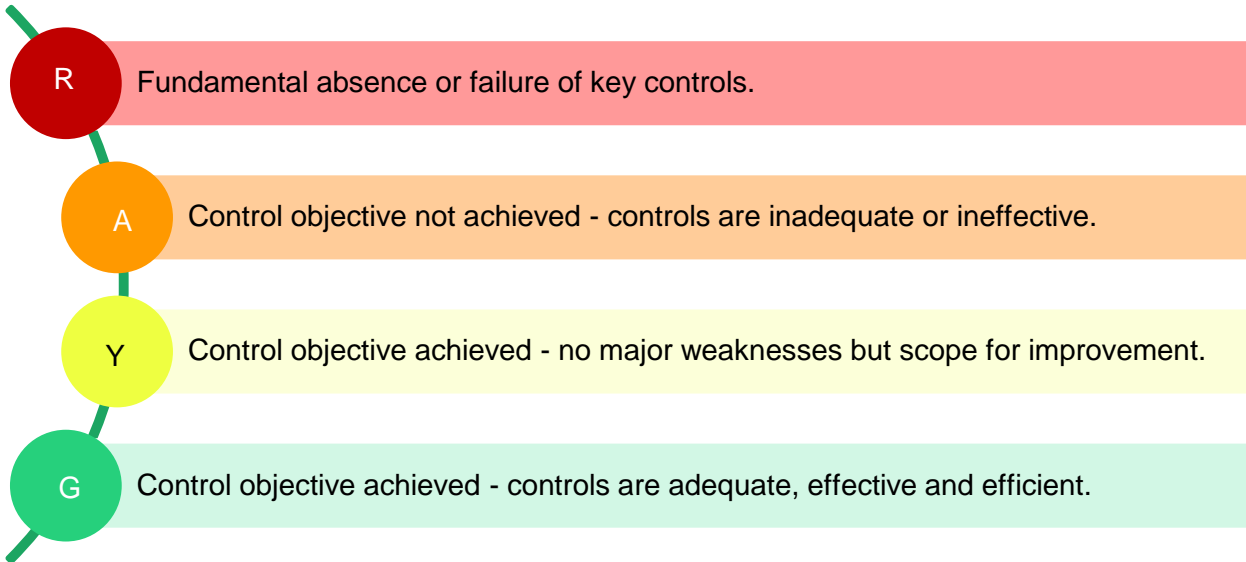 R
Fundamental absence or failure of key controls.
A
Control objective not achieved - controls are inadequate or ineffective.
Y
Control objective achieved - no major weaknesses but scope for improvement.
G
Control objective achieved - controls are adequate, effective and efficient.